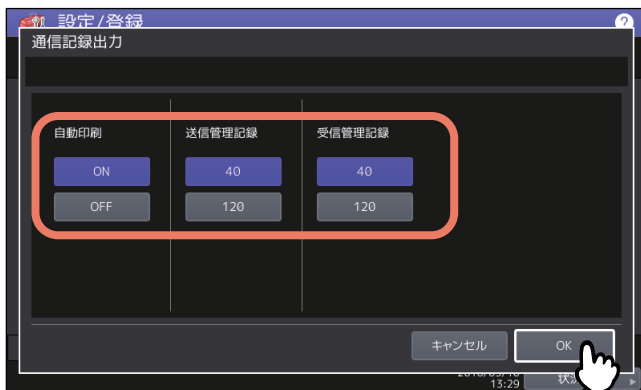 設定/登録
?
通信記録出力
自動印刷
送信管理記録
受信管理記録
ON
40
40
OFF
120
120
キャンセル
OK
13:29